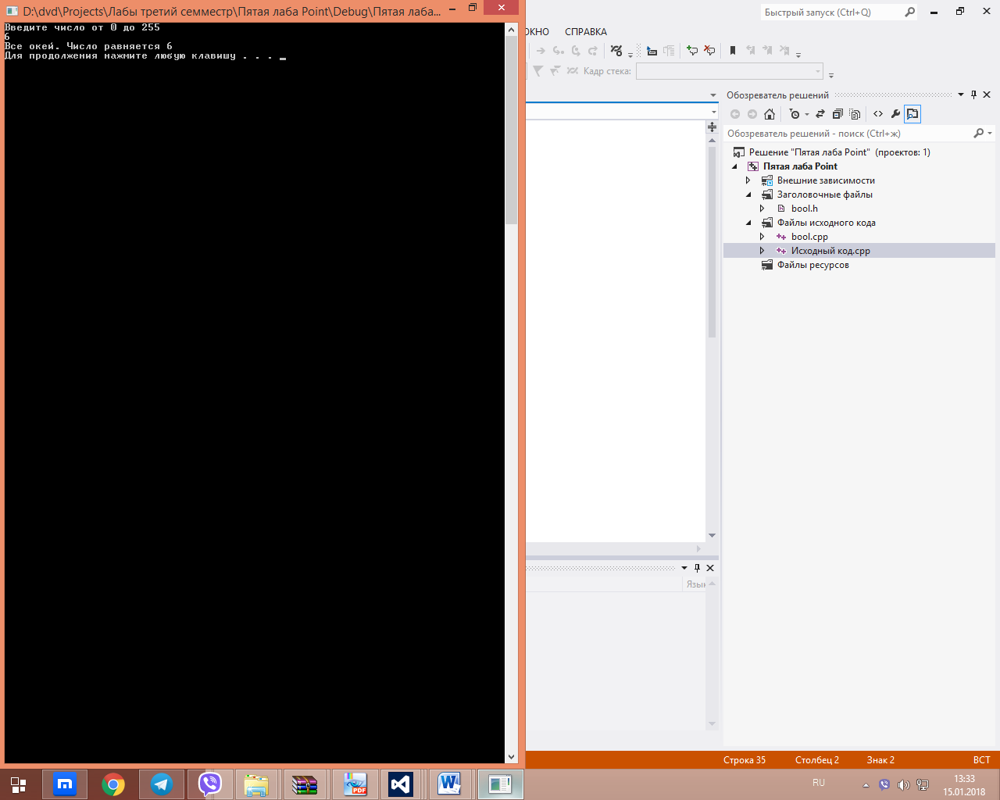 D:\dvd\Projects\Лабы третий семместр\Пятая лаба Point\Debug\Пятая лаба...
Введите число от 0 до 255
6
Все окей. Число равняется 6
Для продолжения нажмите любую клавишу . . .
Быстрый запуск (Ctrl+Q)
ОКНО СПРАВКА
Кадр стека:
Обозреватель решений
Обозреватель решений - поиск (Ctrl+ж)
Решение "Пятая лаба Point" (проектов: 1)
Пятая лаба Point
Внешние зависимости
Заголовочные файлы
bool.h
Файлы исходного кода
bool.cpp
Исходный код.cpp
Файлы ресурсов
Язык
Строка 35 Столбец 2 Знак 2 ВСТ
PDF
RU
13:33
15.01.2018